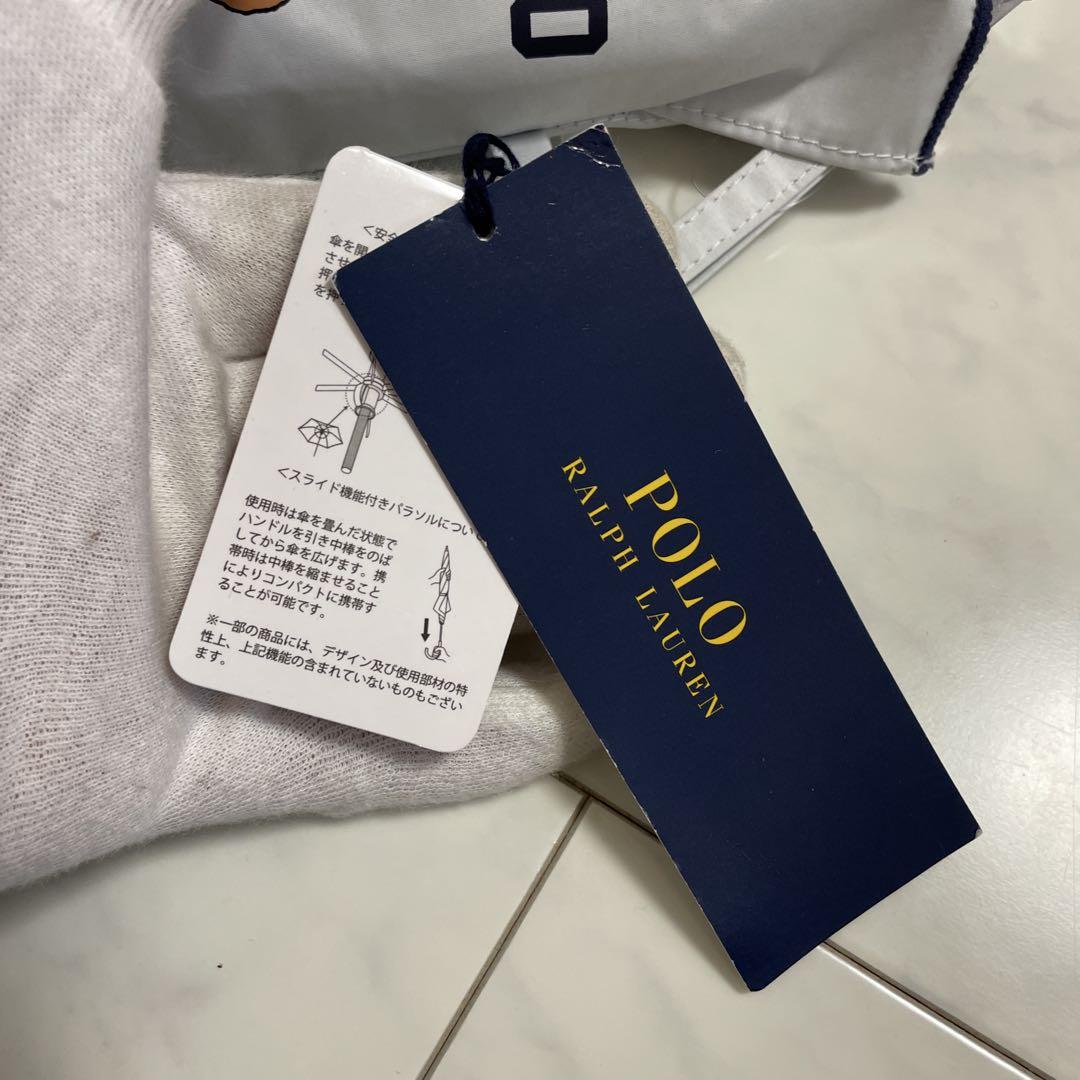 O
<安全
傘を開
させ
押
を押
<スライド機能付きパラソルについ
使用時は傘を畳んだ状態で
ハンドルを引き中棒をのば
してから傘を広げます。携
帯時は中棒を縮ませること
によりコンパクトに携帯す
ることが可能です。
※一部の商品には、デザイン及び使用部材の特
性上、上記機能の含まれていないものもござい
ます。
POLO
RALPH LAUREN